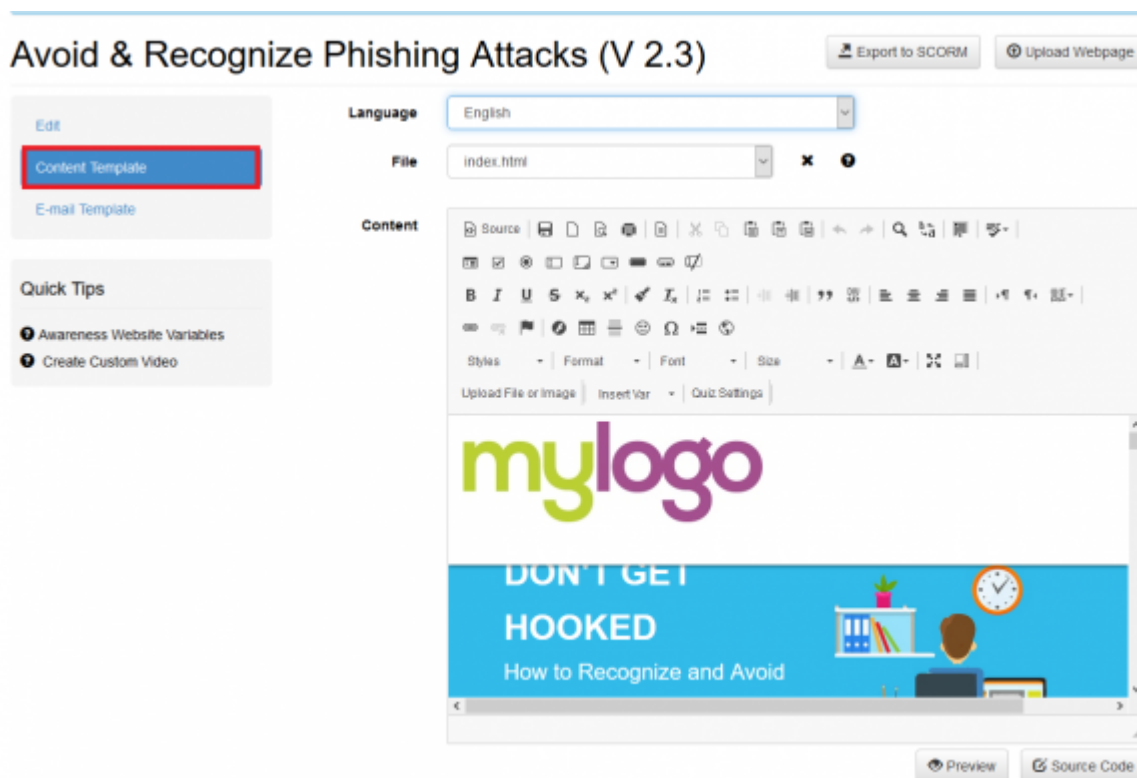 Avoid & Recognize Phishing Attacks (V 2.3)
Export to SCORM
Upload Webpage
Edit
Content Template
E-mail Template
Quick Tips
Awareness Website Variables
Create Custom Video
Language
English
File
index.html
Content
Source
Styles
Format
Font
Size
Upload File or Image
Insert Var
Quiz Settings
mylogo
DON'T GET
HOOKED
How to Recognize and Avoid
Preview
Source Code